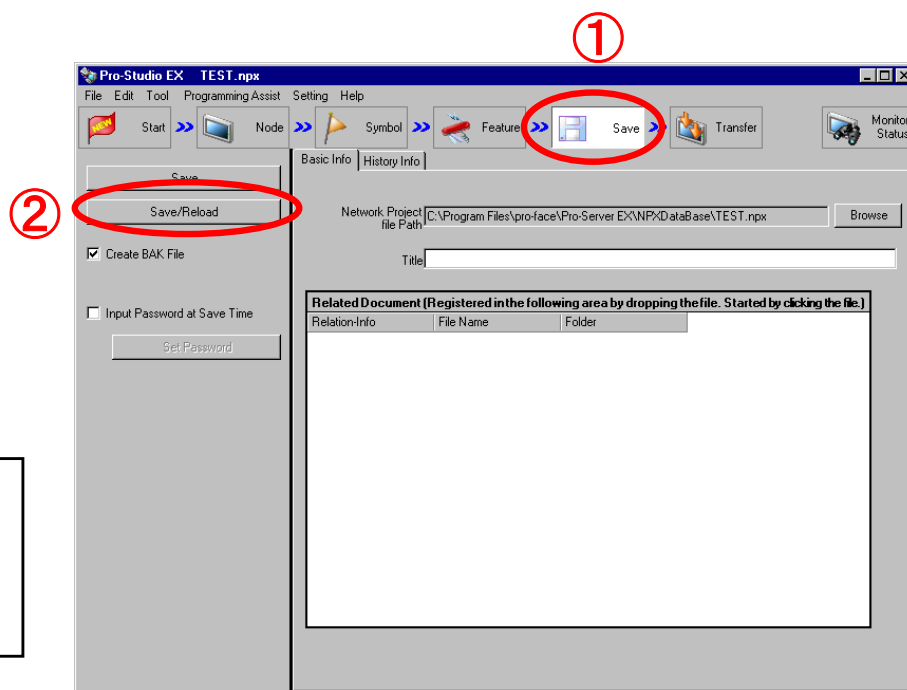 ①
Pro-Studio EX TEST.npx
File Edit Tool Programming Assist Setting Help
NEW Start Node Symbol Feature Save Transfer Monitor Status
Basic Info History Info
Save
②
Save/Reload
Network Project file Path C:\Program Files\pro-face\Pro-Server EX\NPXDataBase\TEST.npx Browse
Create BAK File
Title
Related Document (Registered in the following area by dropping the file. Started by clicking the file.)
Input Password at Save Time
Relation-Info File Name Folder
Set Password